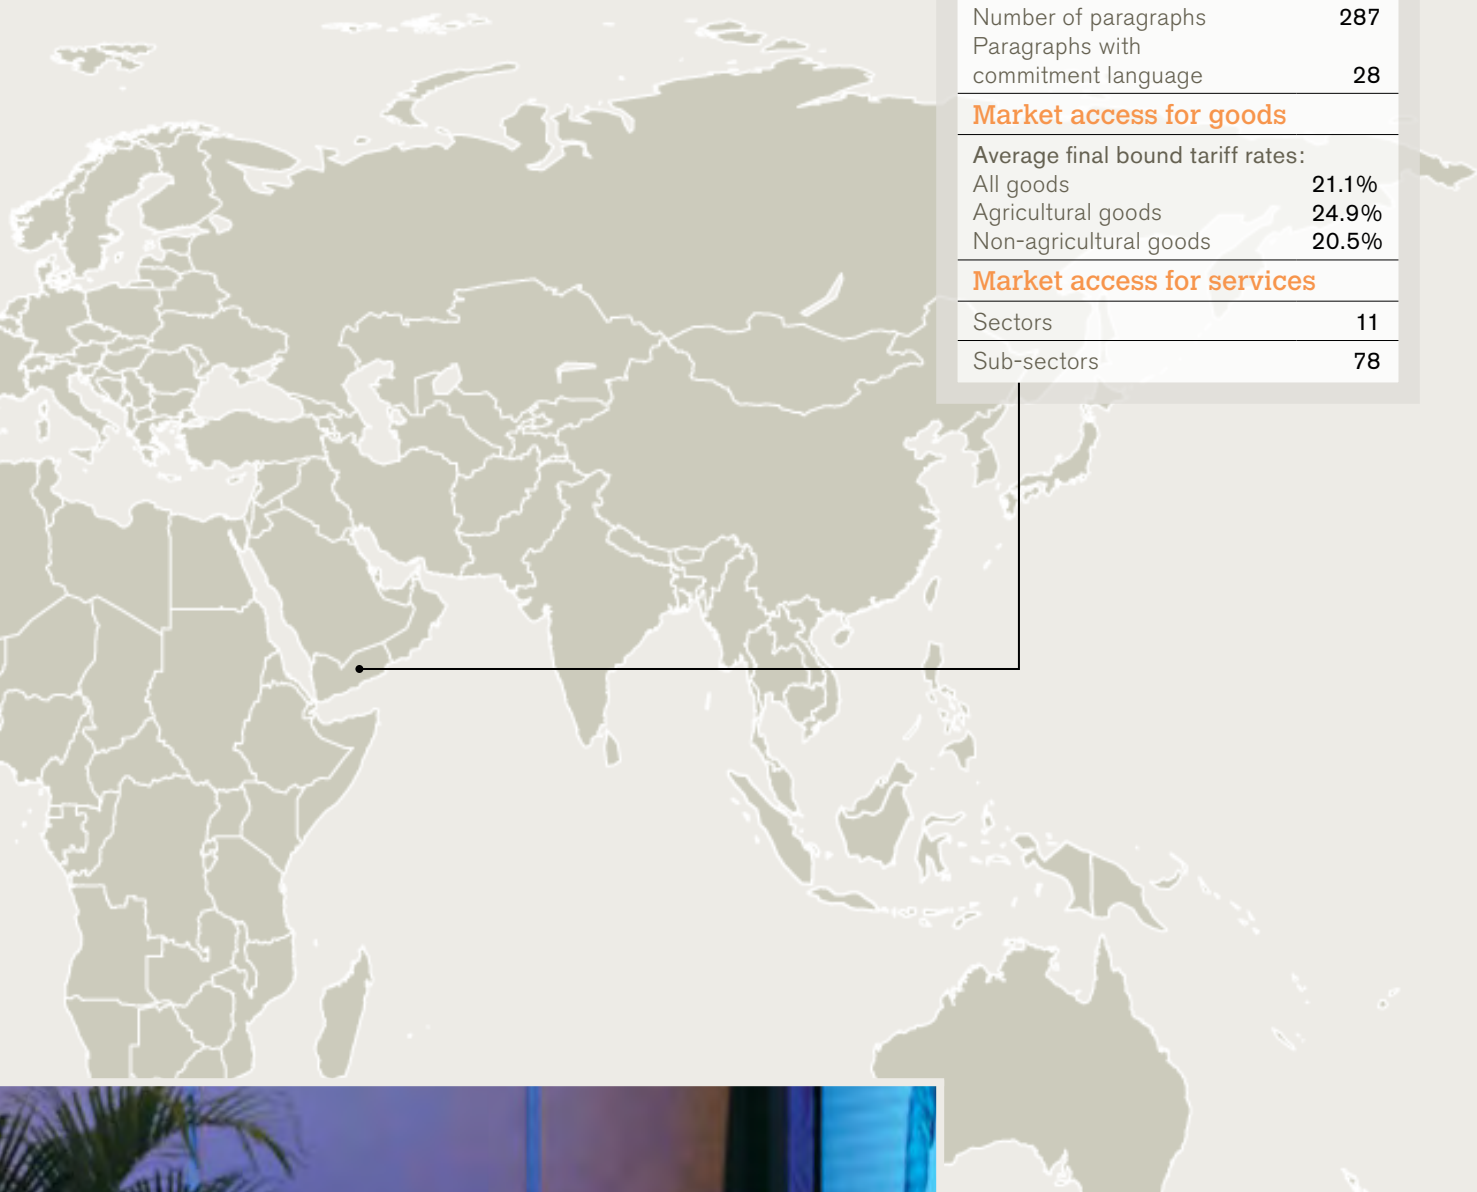 Number of paragraphs 287
Paragraphs with
commitment language 28
Market access for goods
Average final bound tariff rates:
All goods 21.1%
Agricultural goods 24.9%
Non-agricultural goods 20.5%
Market access for services
Sectors 11
Sub-sectors 78